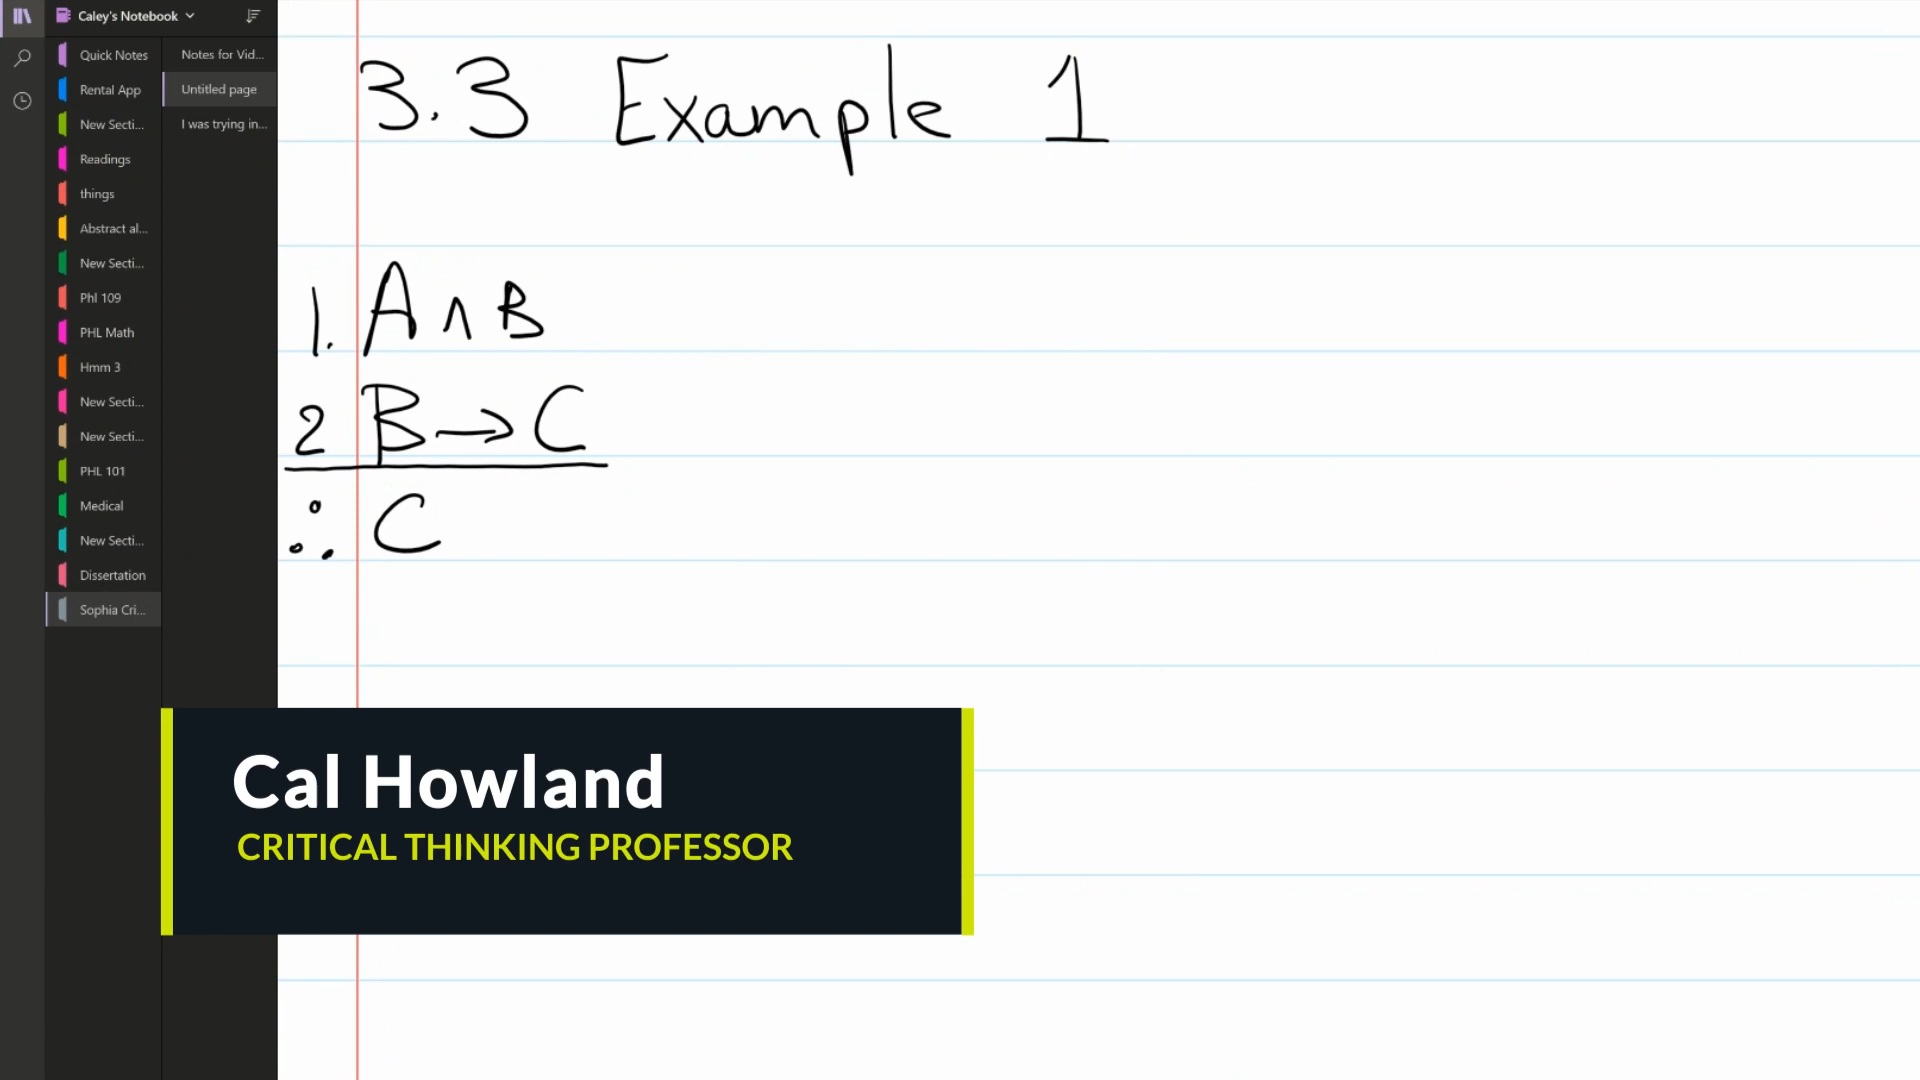 Caley's Notebook
Quick Notes
Rental App
New Secti...
Readings
things
Abstract al...
New Secti...
Phl 109
PHL Math
Hmm 3
New Secti...
New Secti...
PHL 101
Medical
New Secti...
Dissertation
Sophia Cri...
Notes for Vid...
Untitled page
I was trying in...
3.3 Example 1
1. A ∧ B
2 B → C
∴ C
Cal Howland
CRITICAL THINKING PROFESSOR